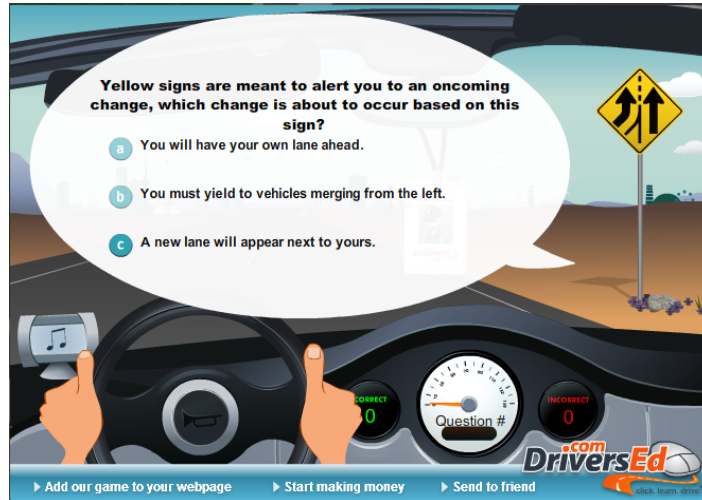 Yellow signs are meant to alert you to an oncoming
change, which change is about to occur based on this
sign?
a You will have your own lane ahead.
b You must yield to vehicles merging from the left.
c A new lane will appear next to yours.
CORRECT
0
Question #
INCORRECT
0
.com
DriversEd
click. learn. drive
Add our game to your webpage
Start making money
Send to friend